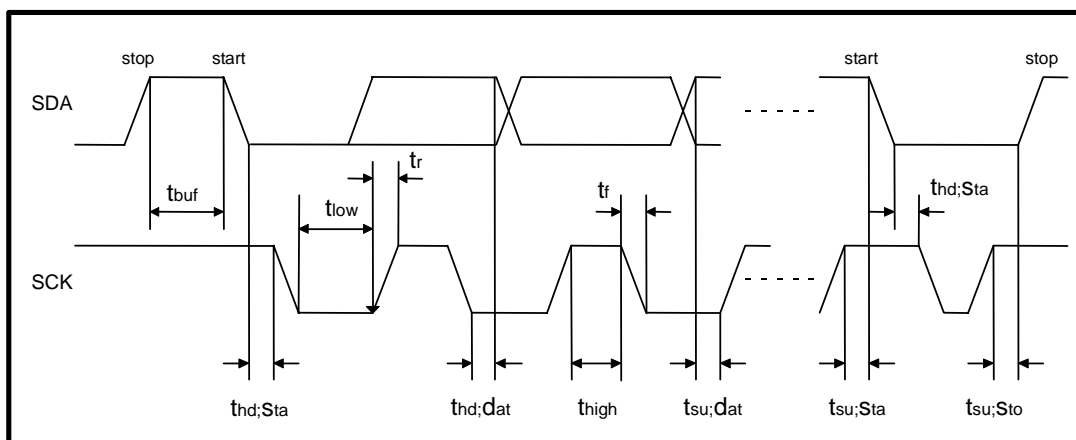 stop start start stop
SDA
tr tf thd;sta
tbuf tlow
SCK
thd;sta thd;dat thigh tsu;dat tsu;sta tsu;sto